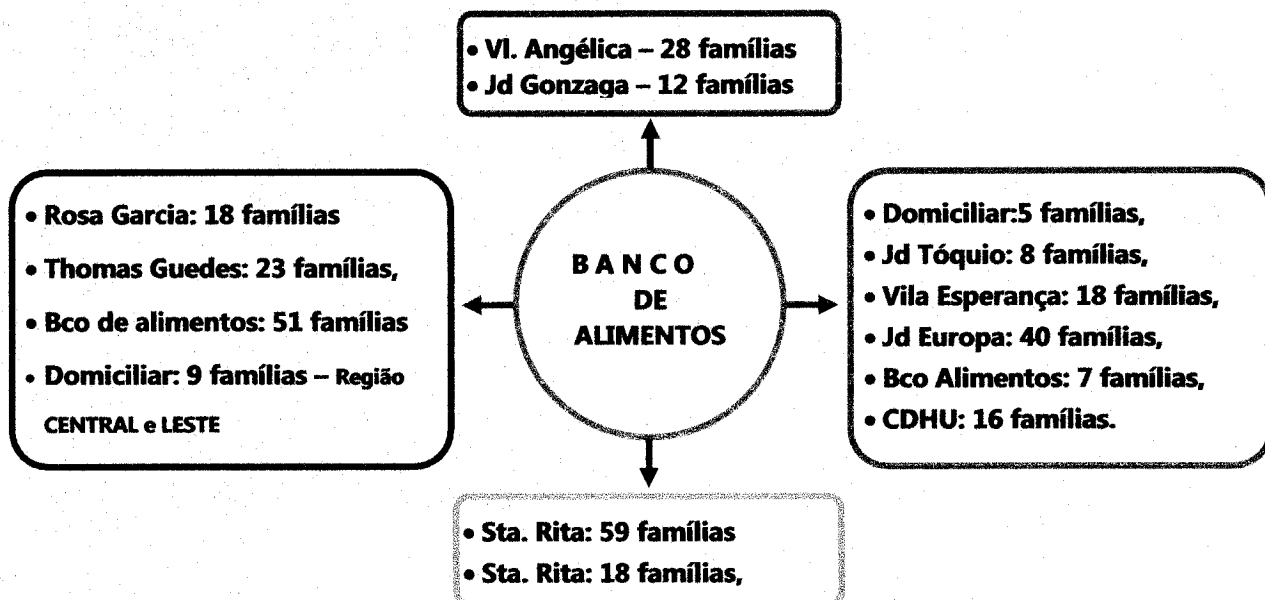 • Vl. Angélica – 28 famílias
• Jd Gonzaga – 12 famílias
• Rosa Garcia: 18 famílias
• Thomas Guedes: 23 famílias,
• Bco de alimentos: 51 famílias
• Domiciliar: 9 famílias – Região
CENTRAL e LESTE
BANCO
DE
ALIMENTOS
• Domiciliar:5 famílias,
• Jd Tóquio: 8 famílias,
• Vila Esperança: 18 famílias,
• Jd Europa: 40 famílias,
• Bco Alimentos: 7 famílias,
• CDHU: 16 famílias.
• Sta. Rita: 59 famílias
• Sta. Rita: 18 famílias,